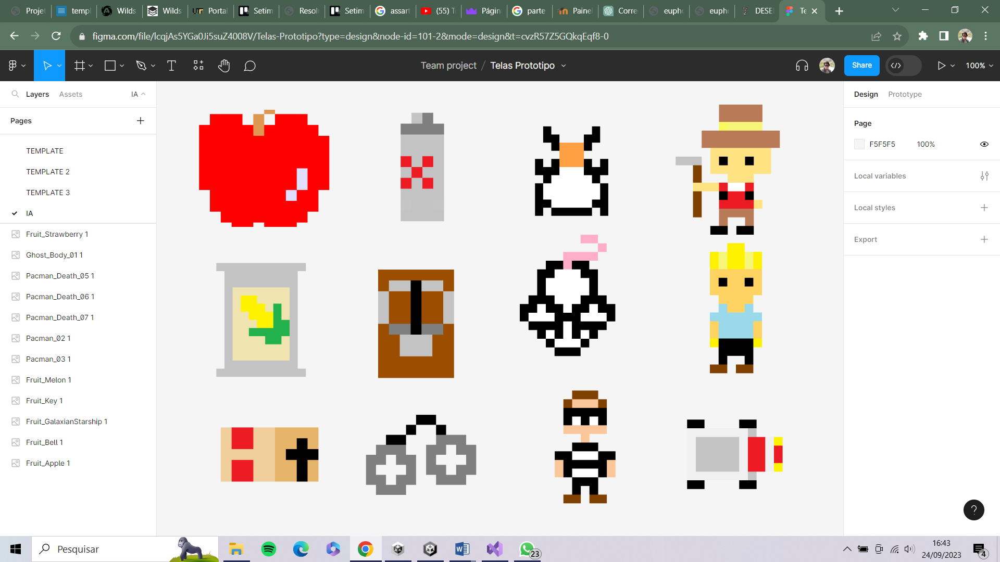 Projet
templ
Wilds
Wilds
Portal
Setim
Resol
Setim
assart
(55) Ti
Págin
parte
Painel
Corre
eupho
eupho
DESE
Te
figma.com/file/lcqjAs5YGa0Ji5suZ4008V/Telas-Prototipo?type=design&node-id=101-2&mode=design&t=cvzR57Z5GQkqEqf8-0
Team project / Telas Prototipo
Share
100%
Layers
Assets
IA
Design
Prototype
Pages
Page
F5F5F5
100%
TEMPLATE
TEMPLATE 2
TEMPLATE 3
IA
Local variables
Local styles
Export
Fruit_Strawberry 1
Ghost_Body_01 1
Pacman_Death_05 1
Pacman_Death_06 1
Pacman_Death_07 1
Pacman_02 1
Pacman_03 1
Fruit_Melon 1
Fruit_Key 1
Fruit_GalaxianStarship 1
Fruit_Bell 1
Fruit_Apple 1
?
Pesquisar
23
16:43
24/09/2023
4